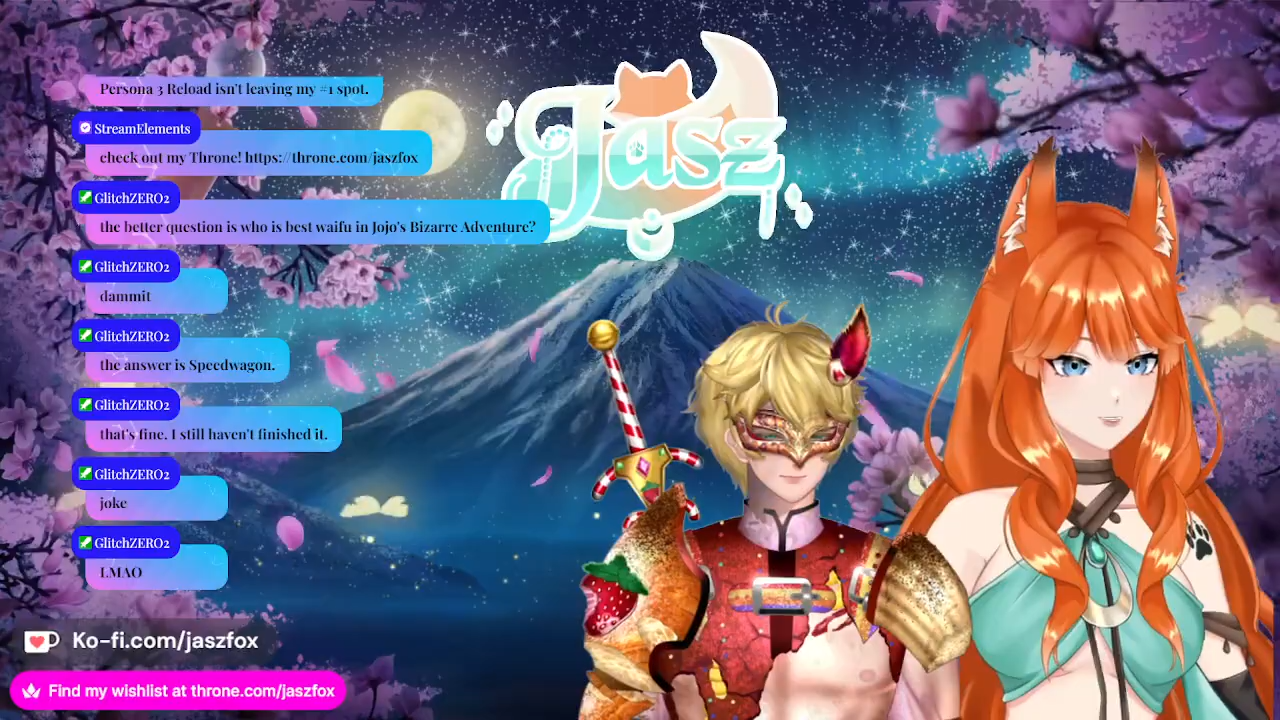 Persona 3 Reload isn't leaving my #1 spot.
StreamElements
check out my Throne! https://throne.com/jaszfox
GlitchZERO2
the better question is who is best waifu in Jojo's Bizarre Adventure?
GlitchZERO2
dammit
GlitchZERO2
the answer is Speedwagon.
GlitchZERO2
that's fine. I still haven't finished it.
GlitchZERO2
joke
GlitchZERO2
LMAO
Ko-fi.com/jaszfox
Find my wishlist at throne.com/jaszfox
Jasz